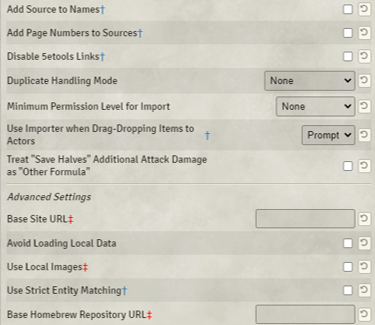 Add Source to Names†
Add Page Numbers to Sources†
Disable 5etools Links†
Duplicate Handling Mode None
Minimum Permission Level for Import None
Use Importer when Drag-Dropping Items to
Actors † Prompt
Treat "Save Halves" Additional Attack Damage
as "Other Formula"
Advanced Settings
Base Site URL‡
Avoid Loading Local Data
Use Local Images‡
Use Strict Entity Matching†
Base Homebrew Repository URL‡